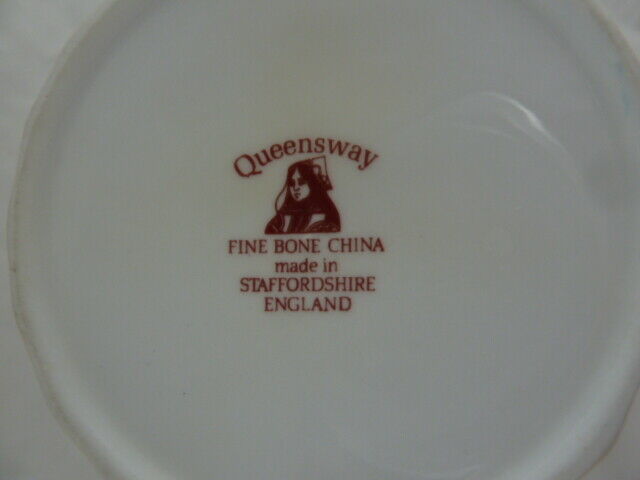 Queensway
FINE BONE CHINA
made in
STAFFORDSHIRE
ENGLAND